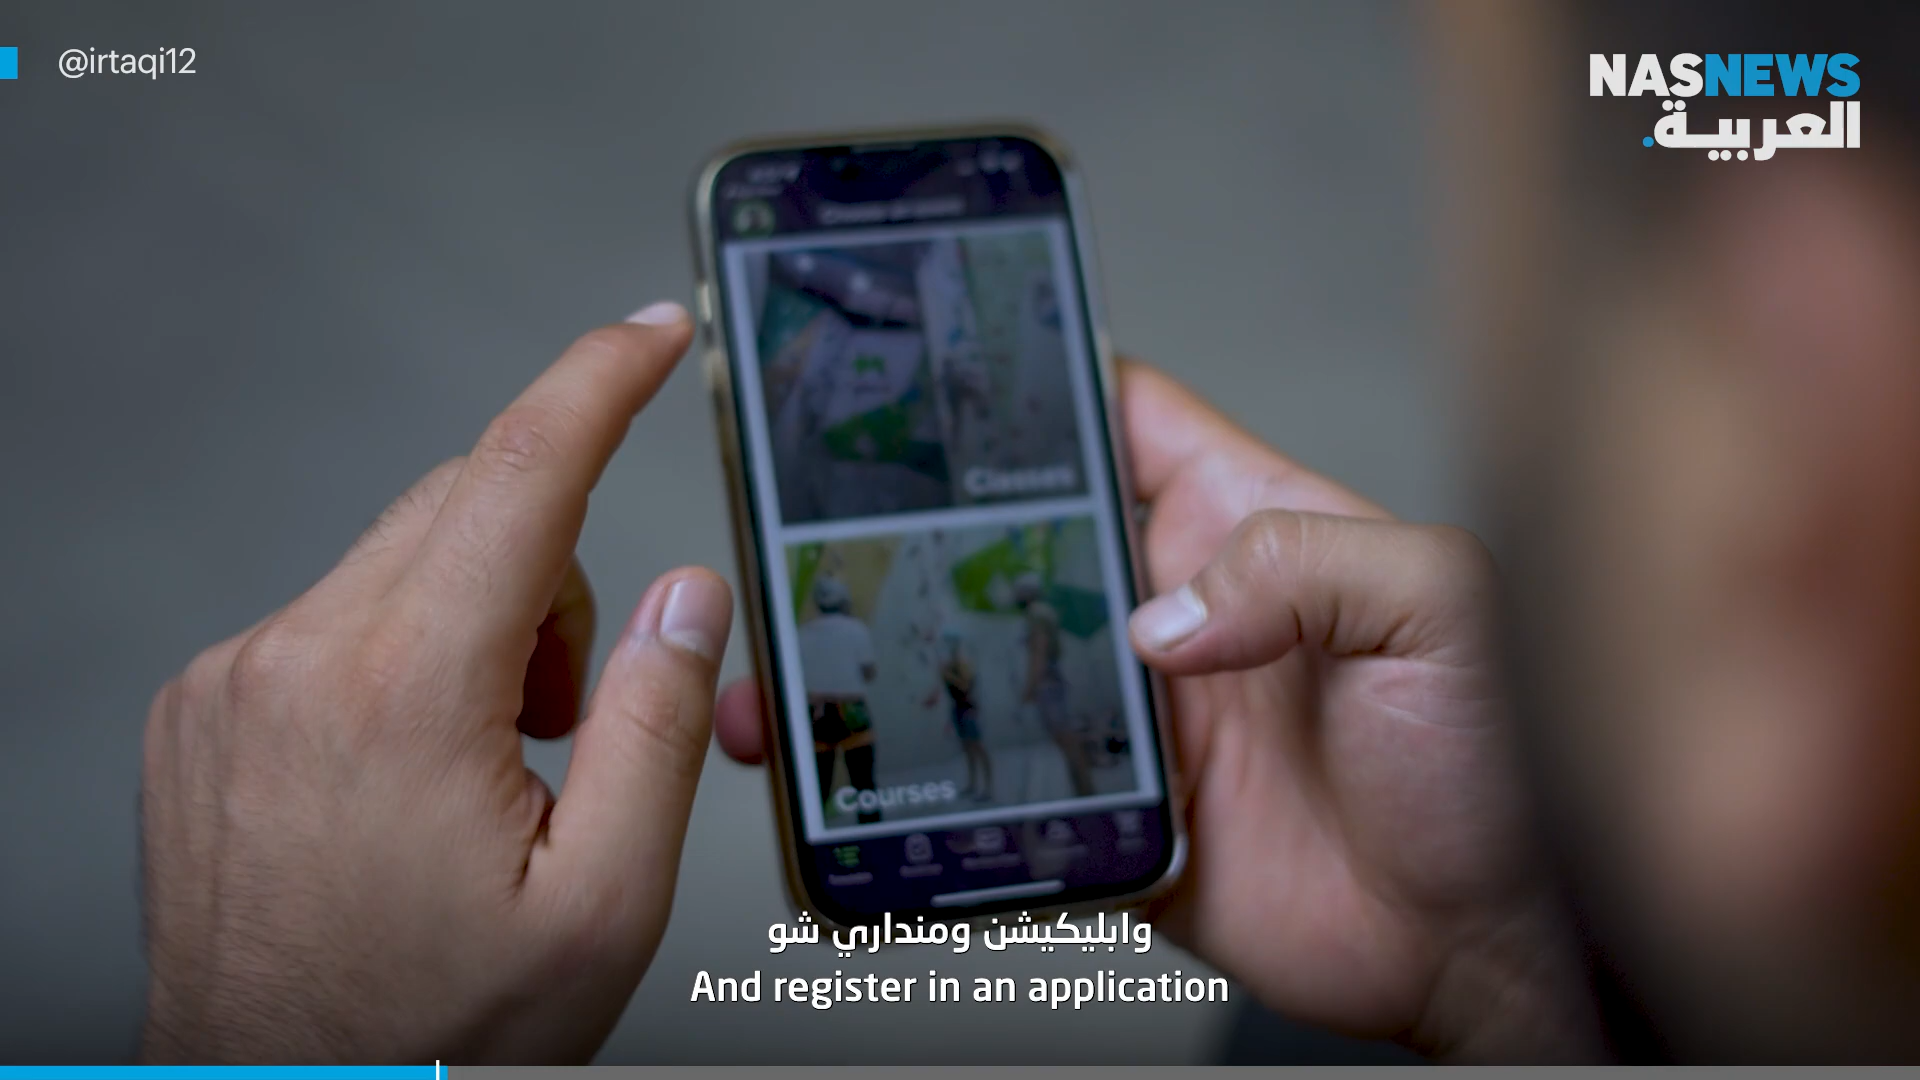 @irtaqi12
NASNEWS
العربية.
Classes
Courses
وابليكيشن ومنداري شو
And register in an application